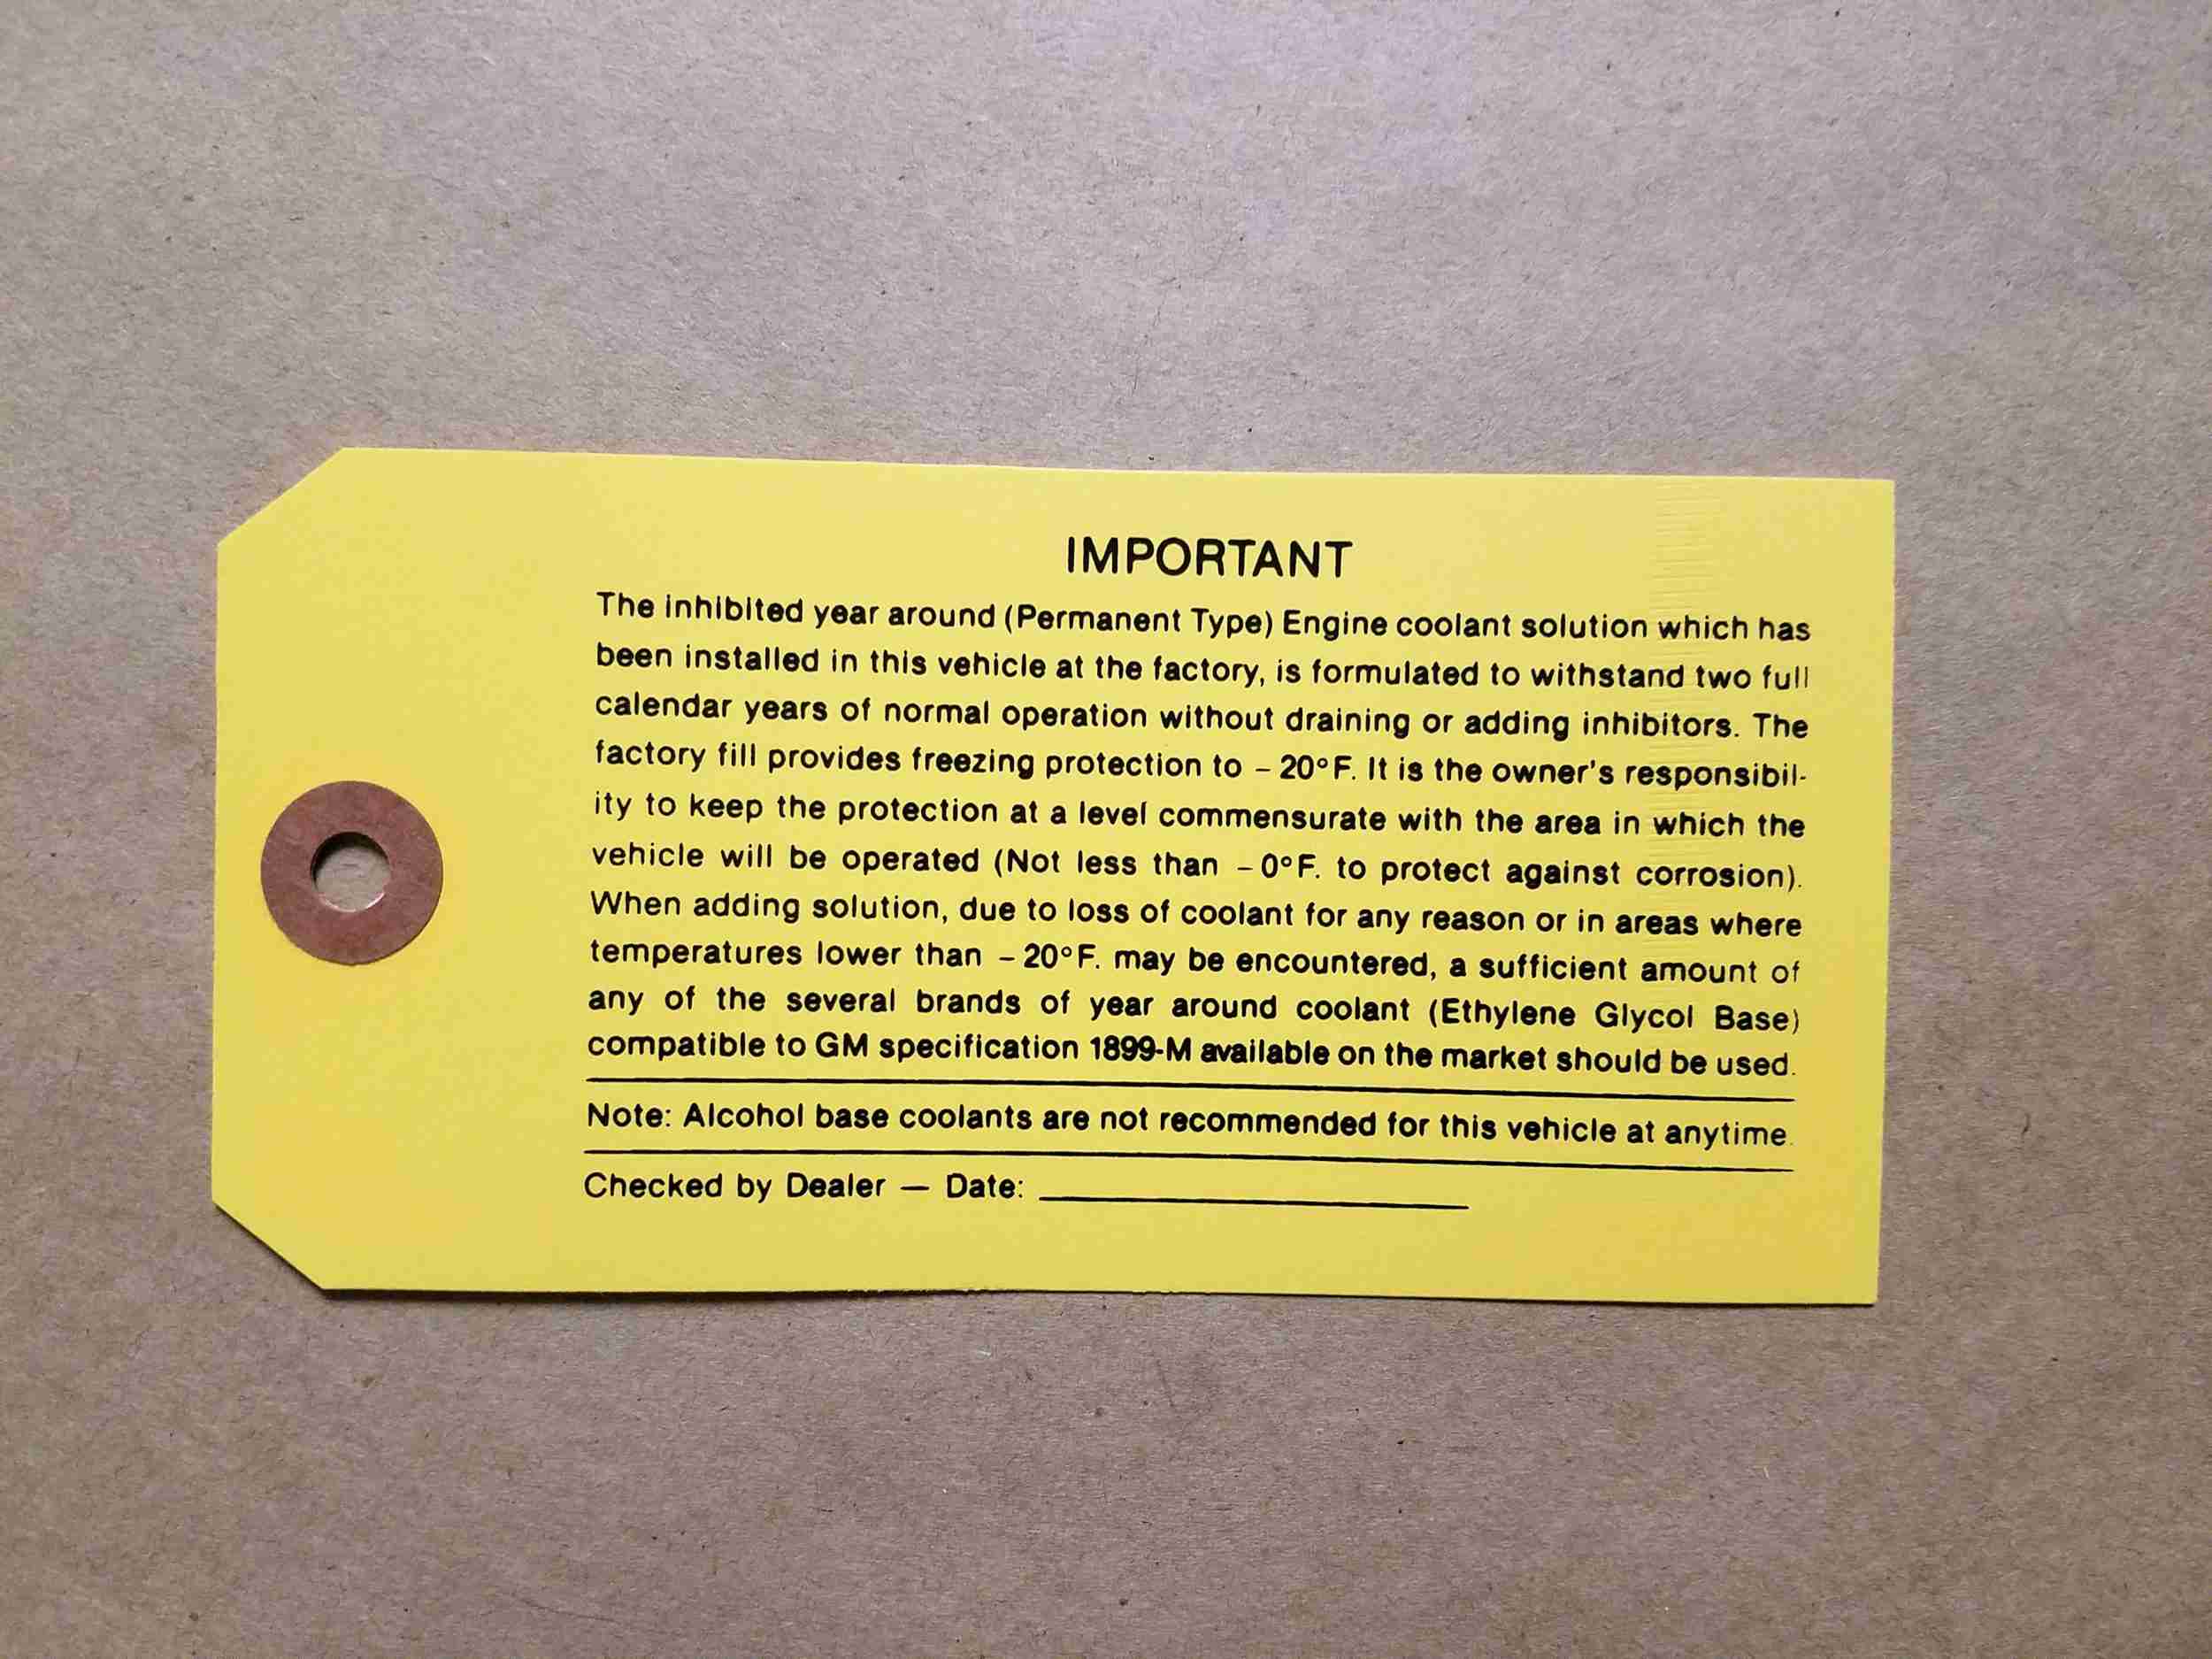 IMPORTANT
The inhibited year around (Permanent Type) Engine coolant solution which has
been installed in this vehicle at the factory, is formulated to withstand two full
calendar years of normal operation without draining or adding inhibitors. The
factory fill provides freezing protection to – 20°F. It is the owner's responsibil-
ity to keep the protection at a level commensurate with the area in which the
vehicle will be operated (Not less than – 0°F. to protect against corrosion).
When adding solution, due to loss of coolant for any reason or in areas where
temperatures lower than – 20°F. may be encountered, a sufficient amount of
any of the several brands of year around coolant (Ethylene Glycol Base)
compatible to GM specification 1899-M available on the market should be used.
Note: Alcohol base coolants are not recommended for this vehicle at anytime.
Checked by Dealer — Date: